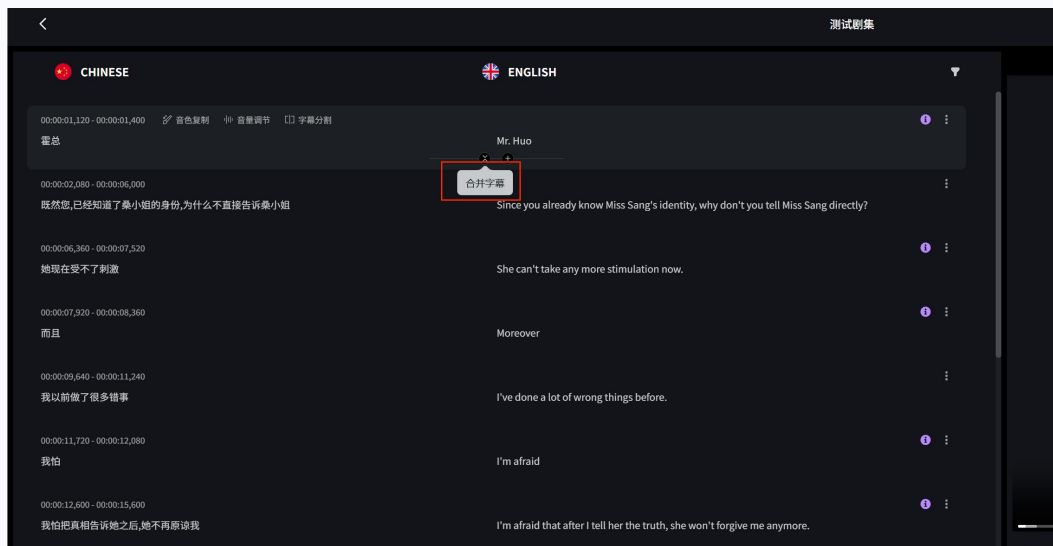 测试剧集
CHINESE
ENGLISH
00:00:01,120 - 00:00:01,400 音色复制 音量调节 字幕分割
霍总
Mr. Huo
合并字幕
00:00:02,080 - 00:00:06,000
既然您,已经知道了桑小姐的身份,为什么不直接告诉桑小姐
Since you already know Miss Sang's identity, why don't you tell Miss Sang directly?
00:00:06,360 - 00:00:07,520
她现在受不了刺激
She can't take any more stimulation now.
00:00:07,920 - 00:00:08,360
而且
Moreover
00:00:09,640 - 00:00:11,240
我以前做了很多错事
I've done a lot of wrong things before.
00:00:11,720 - 00:00:12,080
我怕
I'm afraid
00:00:12,600 - 00:00:15,600
我怕把真相告诉她之后,她不再原谅我
I'm afraid that after I tell her the truth, she won't forgive me anymore.